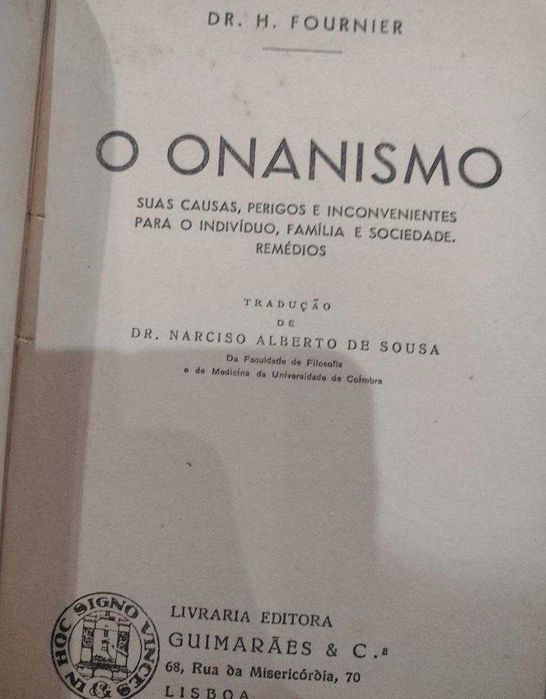 DR. H. FOURNIER
O ONANISMO
SUAS CAUSAS, PERIGOS E INCONVENIENTES
PARA O INDIVÍDUO, FAMÍLIA E SOCIEDADE.
REMÉDIOS
TRADUÇÃO
DE
DR. NARCISO ALBERTO DE SOUSA
Da Faculdade de Filosofia
e de Medicina da Universidade de Coimbra
IN HOC SIGNO VINCES
G &
LIVRARIA EDITORA
GUIMARÃES & C.ª
68, Rua da Misericórdia, 70
LISBOA